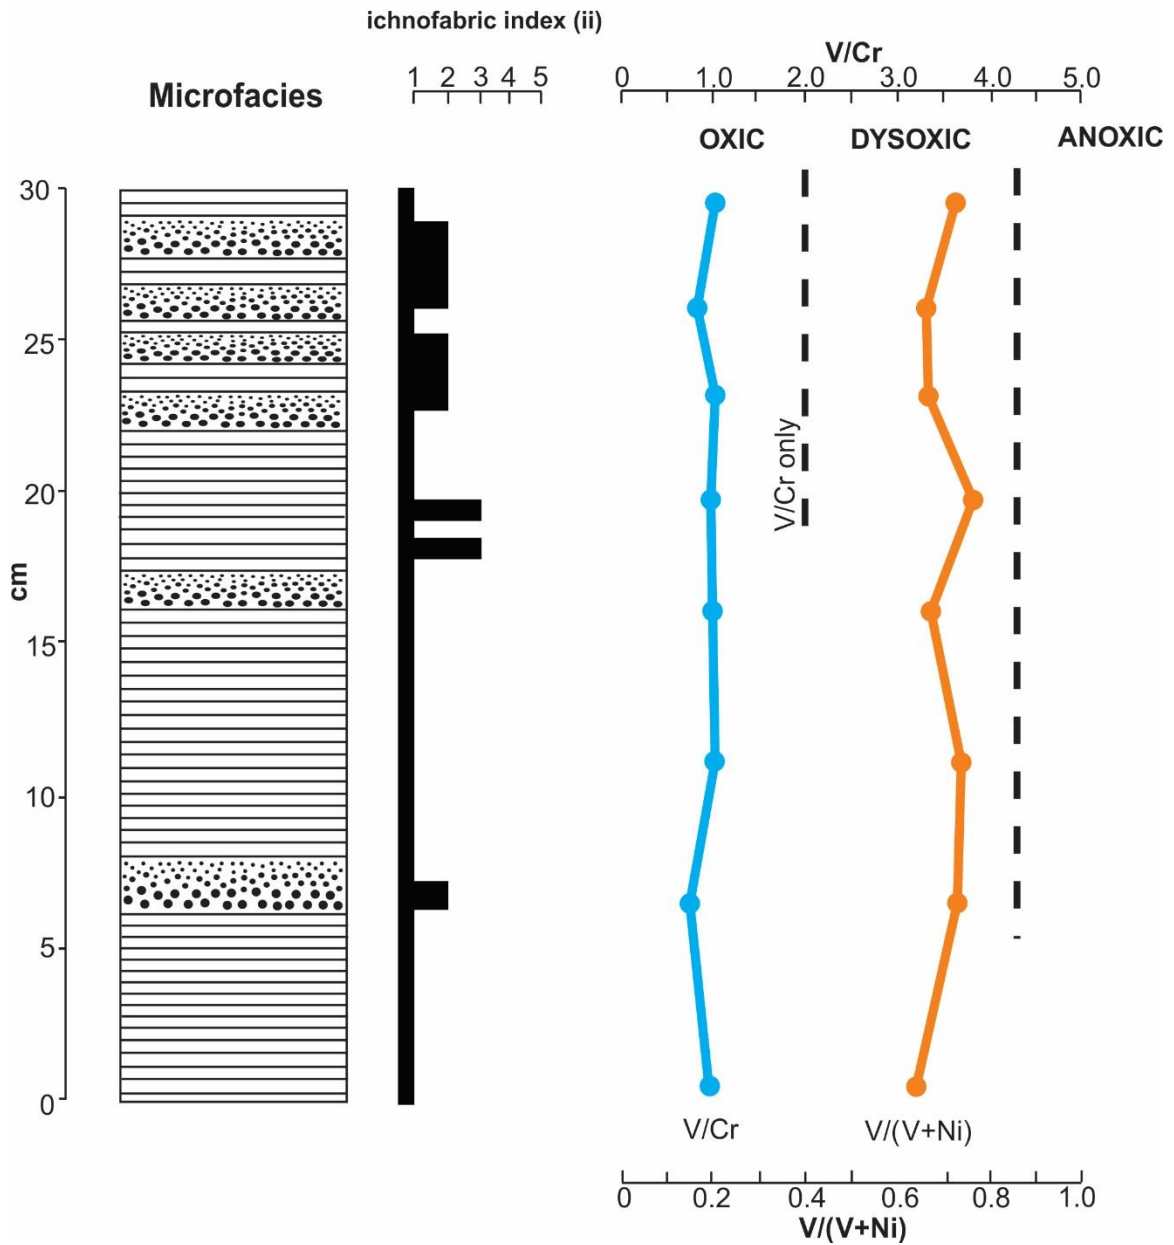 ichnofabric index (ii)
1 2 3 4 5
Microfacies
V/Cr
0 1.0 2.0 3.0 4.0 5.0
OXIC DYSOXIC ANOXIC
30
25
20
15
10
5
0
cm
V/Cr only
V/Cr V/(V+Ni)
0 0.2 0.4 0.6 0.8 1.0
V/(V+Ni)